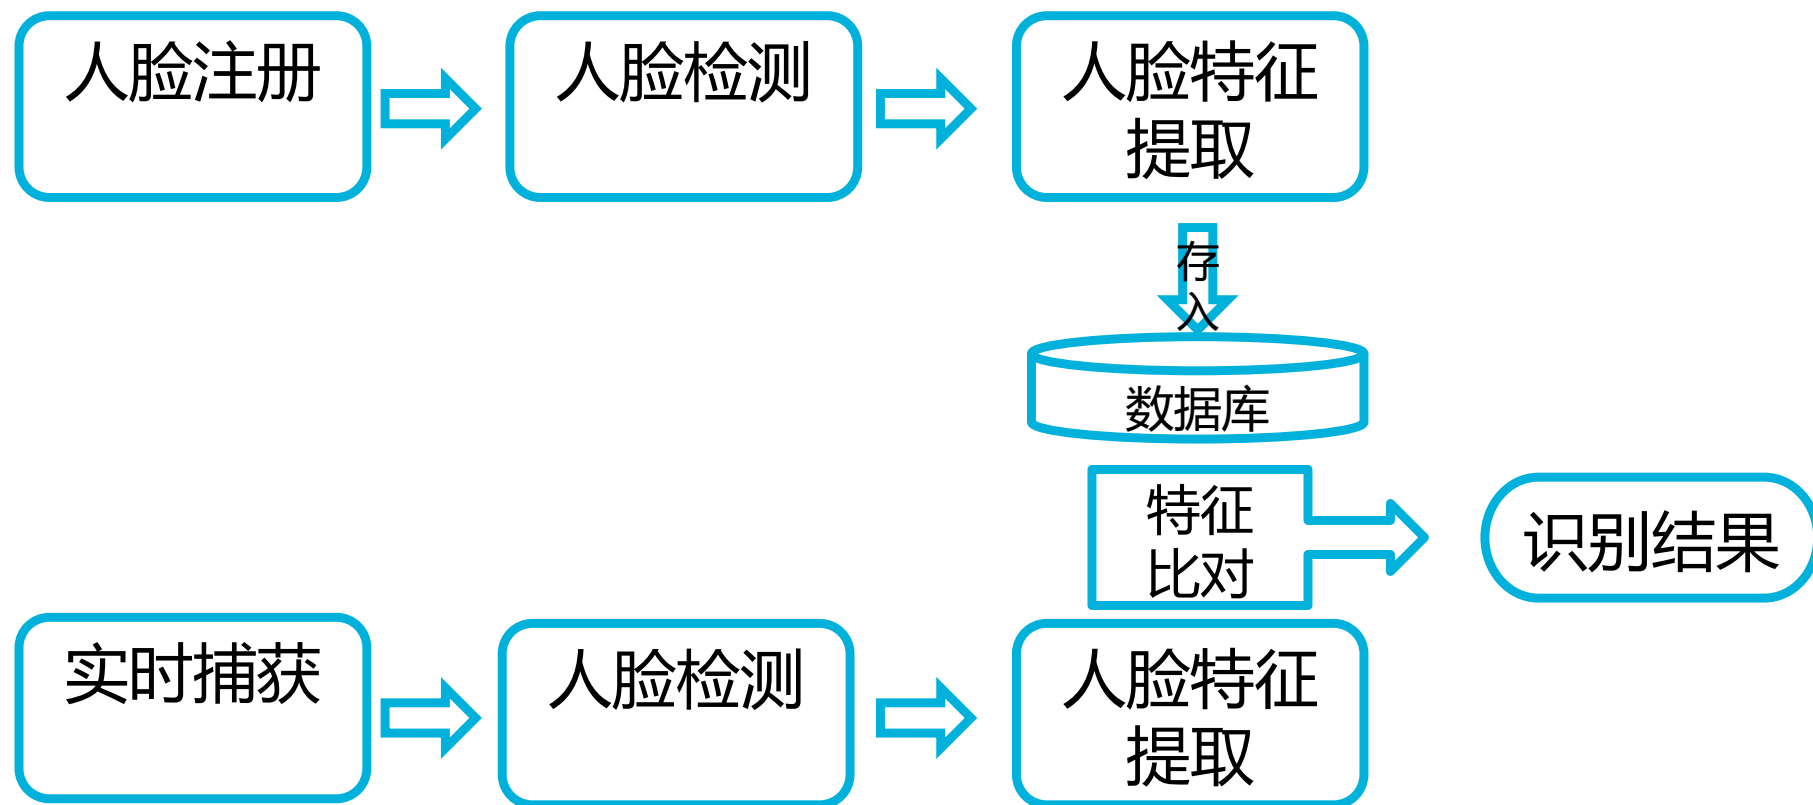 人脸注册
人脸检测
人脸特征
提取
存
入
数据库
特征
比对
识别结果
实时捕获
人脸检测
人脸特征
提取